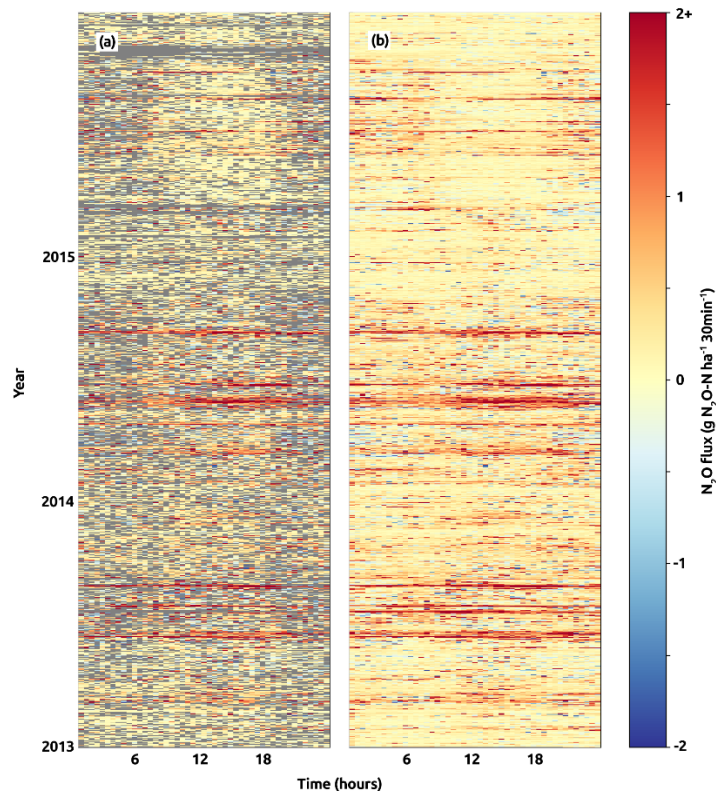 (a)
(b)
2+
1
0
-1
-2
N₂O flux (g N₂O-N ha⁻¹ 30min⁻¹)
2015
2014
2013
Year
6 12 18
6 12 18
Time (hours)